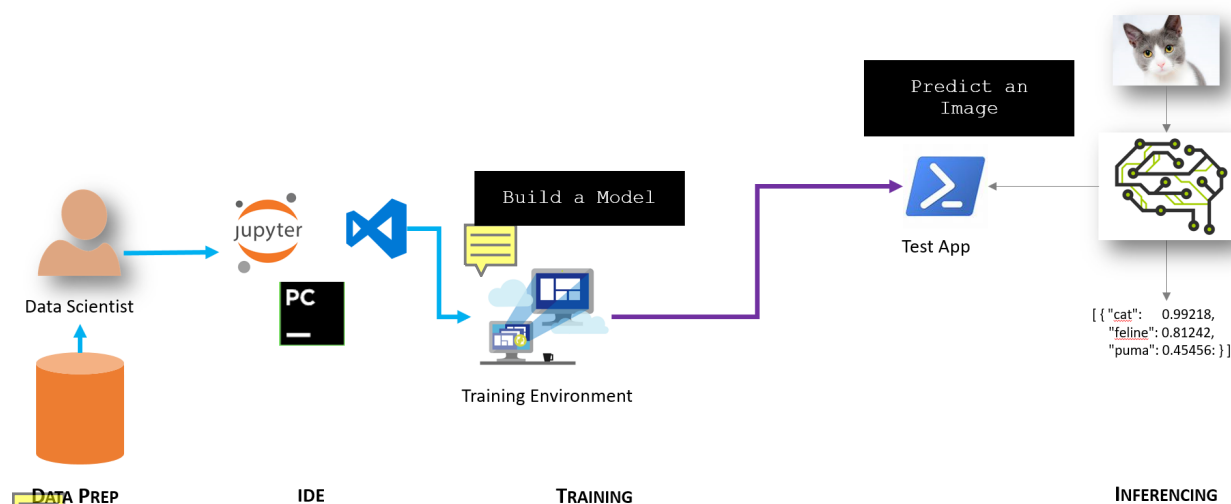 Predict an
Image
Build a Model
jupyter
PC
Data Scientist
Test App
[ { "cat": 0.99218,
"feline": 0.81242,
"puma": 0.45456: } ]
Training Environment
DATA PREP
IDE
TRAINING
INFERENCING